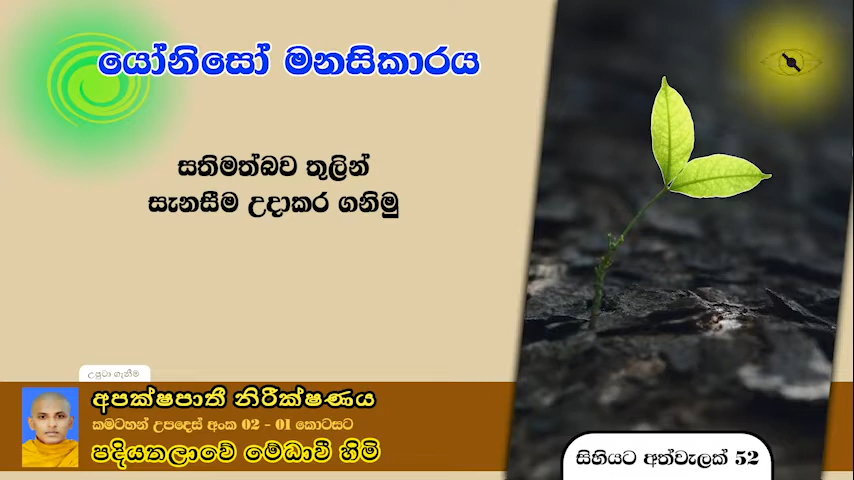 යෝනිසෝ මනසිකාරය
සතිමත්බව තුලින්
සැනසීම උදාකර ගනිමු
උපුටා ගැනීම
අපක්ෂපාතී නිරීක්ෂණය
කමටහන් උපදෙස් අංක 02 - 01 කොටසට
පදියතලාවේ මේධාවී හිමි
සිහියට අත්වැලක් 52